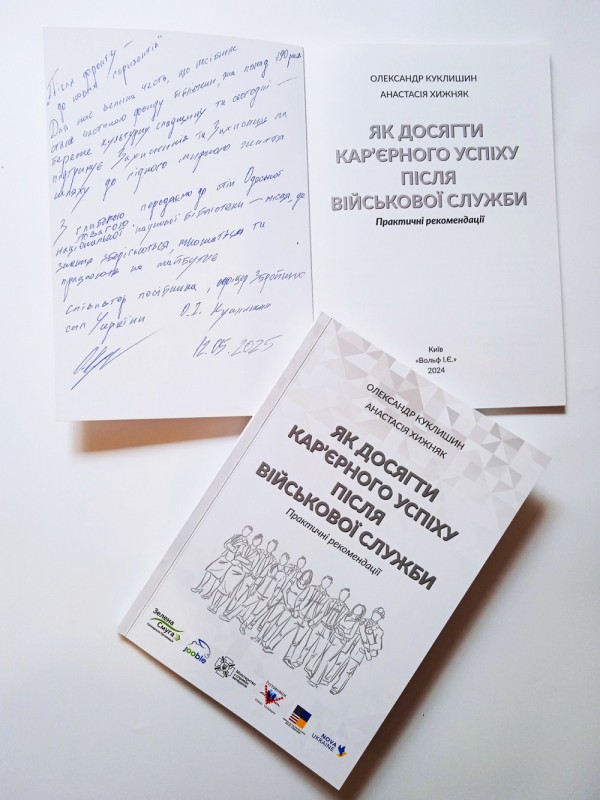 Після фронту —
до нових горизонтів
Для нас велика честь, що посібник
стане частиною фонду бібліотеки, яка понад 190 років
береже культурну спадщину та сьогодні —
підтримує Захисників та Захисниць на
шляху до гідного мирного життя
З глибокою повагою передаємо до Одеської
національної наукової бібліотеки — місця, де
знання зберігаються, множаться та
працюють на майбутнє
Співавтор посібника, офіцер Збройних
сил України О.І. Куклишин
12.05.2025
ОЛЕКСАНДР КУКЛИШИН
АНАСТАСІЯ ХИЖНЯК
ЯК ДОСЯГТИ
КАР'ЄРНОГО УСПІХУ
ПІСЛЯ
ВІЙСЬКОВОЇ СЛУЖБИ
Практичні рекомендації
Київ
«Вольф І.Є.»
2024
ОЛЕКСАНДР КУКЛИШИН
АНАСТАСІЯ ХИЖНЯК
ЯК ДОСЯГТИ
КАР'ЄРНОГО УСПІХУ
ПІСЛЯ
ВІЙСЬКОВОЇ СЛУЖБИ
Практичні рекомендації
Зелена
Смуга
jooble
NOVA
UKRAINE